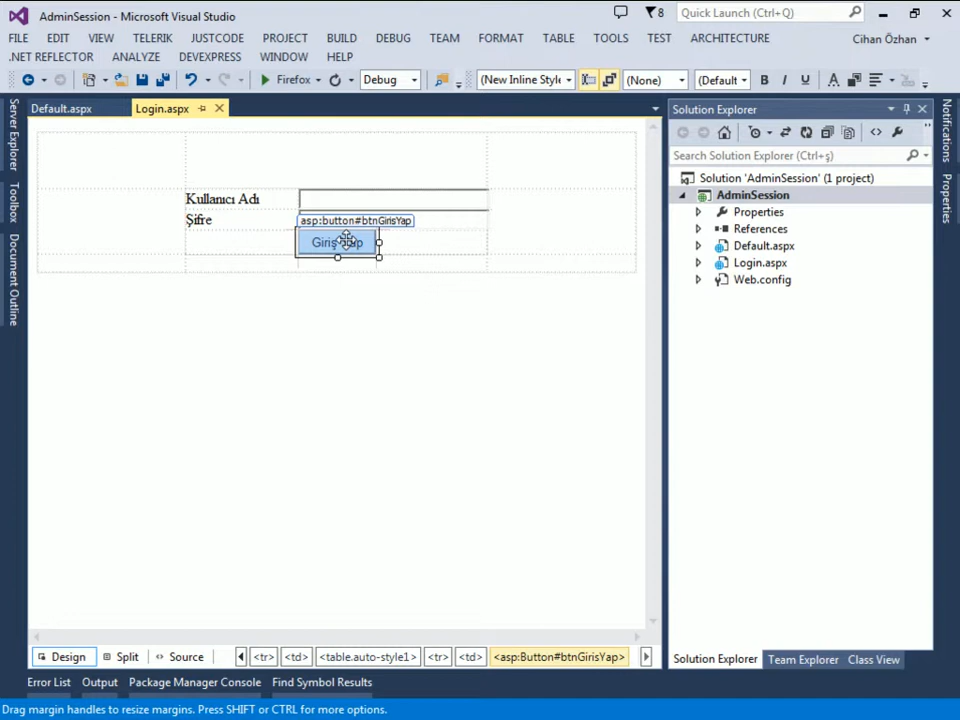 AdminSession - Microsoft Visual Studio
8
Quick Launch (Ctrl+Q)
FILE EDIT VIEW TELERIK JUSTCODE PROJECT BUILD DEBUG TEAM FORMAT TABLE TOOLS TEST ARCHITECTURE
Cihan Özhan
.NET REFLECTOR ANALYZE DEVEXPRESS WINDOW HELP
Firefox Debug (New Inline Style (None) (Default B I U A
Default.aspx Login.aspx
Server Explorer
Toolbox
Document Outline
Kullanıcı Adı
Şifre
asp:button#btnGirisYap
Giriş Yap
Design Split Source <tr> <td> <table.auto-style1> <tr> <td> <asp:Button#btnGirisYap>
Solution Explorer
Search Solution Explorer (Ctrl+ş)
Solution 'AdminSession' (1 project)
AdminSession
Properties
References
Default.aspx
Login.aspx
Web.config
Solution Explorer Team Explorer Class View
Notifications
Properties
Error List Output Package Manager Console Find Symbol Results
Drag margin handles to resize margins. Press SHIFT or CTRL for more options.